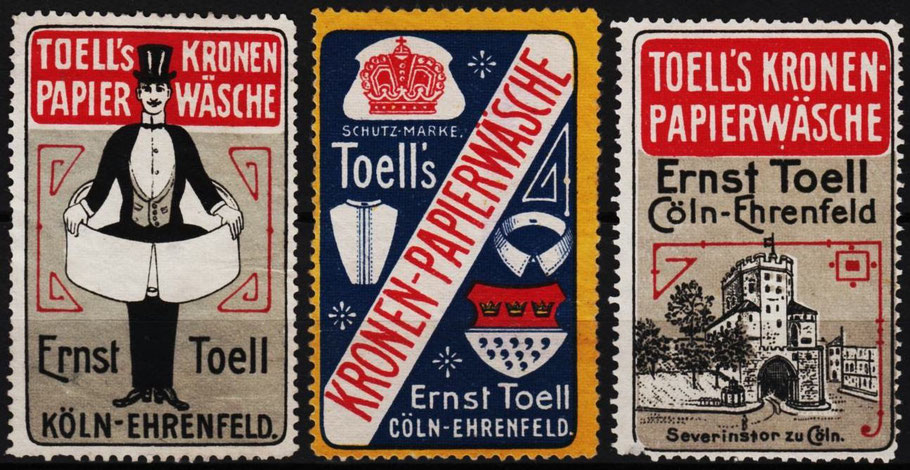 TOELL'S KRONEN
PAPIER WÄSCHE
Ernst Toell
KÖLN-EHRENFELD.
SCHUTZ-MARKE.
Toell's
KRONEN-PAPIERWÄSCHE
Ernst Toell
CÖLN-EHRENFELD.
TOELL'S KRONEN-
PAPIERWÄSCHE
Ernst Toell
Cöln-Ehrenfeld
Severinstor zu Cöln.